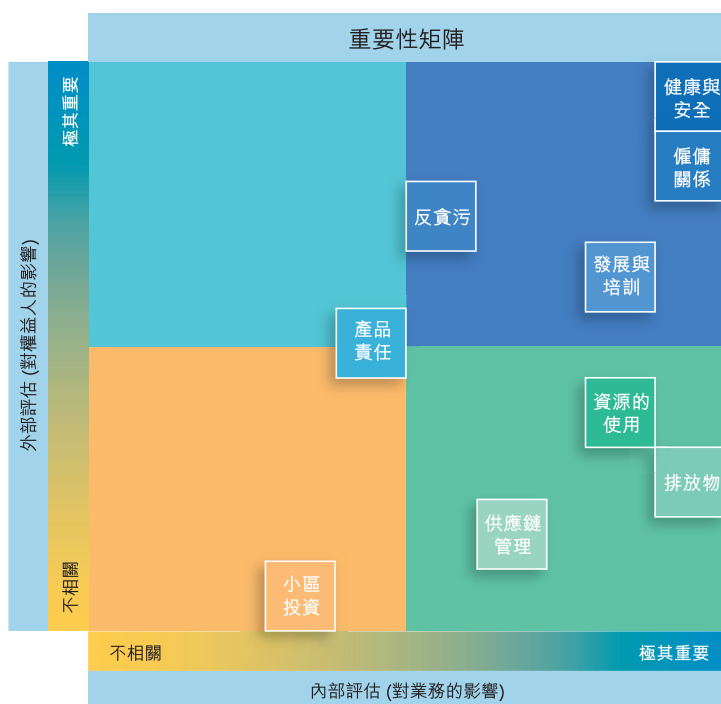 重要性矩陣
極其重要
外部評估 (對權益人的影響)
不相關
健康與
安全
僱傭
關係
反貪污
發展與
培訓
產品
責任
資源的
使用
排放物
供應鏈
管理
小區
投資
不相關
極其重要
內部評估 (對業務的影響)